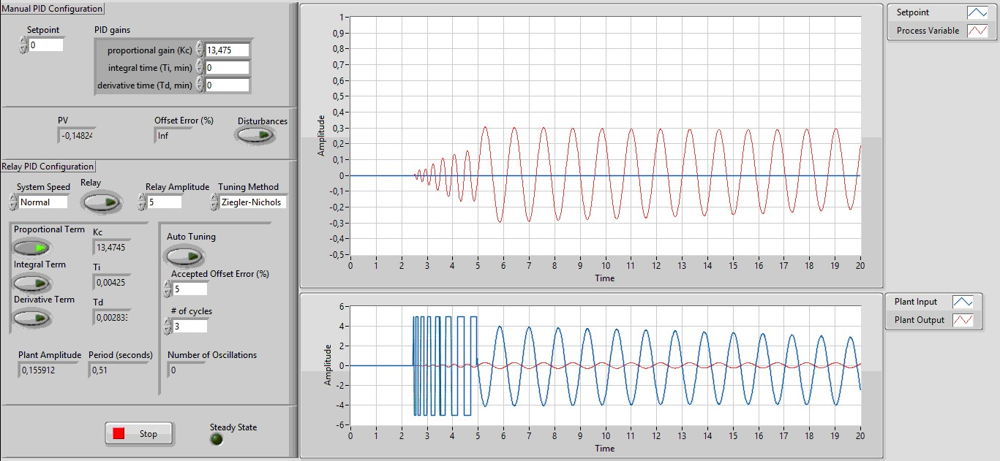 Manual PID Configuration
Setpoint
0
PID gains
proportional gain (Kc) 13,475
integral time (Ti, min) 0
derivative time (Td, min) 0
PV
-0,14824
Offset Error (%)
Inf
Disturbances
Relay PID Configuration
System Speed
Normal
Relay
Relay Amplitude
5
Tuning Method
Ziegler-Nichols
Proportional Term
Kc
13,4745
Integral Term
Ti
0,00425
Derivative Term
Td
0,00283
Auto Tuning
Accepted Offset Error (%)
5
# of cycles
3
Plant Amplitude
0,155912
Period (seconds)
0,51
Number of Oscillations
0
Stop
Steady State
Amplitude
1
0,9
0,8
0,7
0,6
0,5
0,4
0,3
0,2
0,1
0
-0,1
-0,2
-0,3
-0,4
-0,5
0 1 2 3 4 5 6 7 8 9 10 11 12 13 14 15 16 17 18 19 20
Time
Setpoint
Process Variable
Amplitude
6
4
2
0
-2
-4
-6
0 1 2 3 4 5 6 7 8 9 10 11 12 13 14 15 16 17 18 19 20
Time
Plant Input
Plant Output